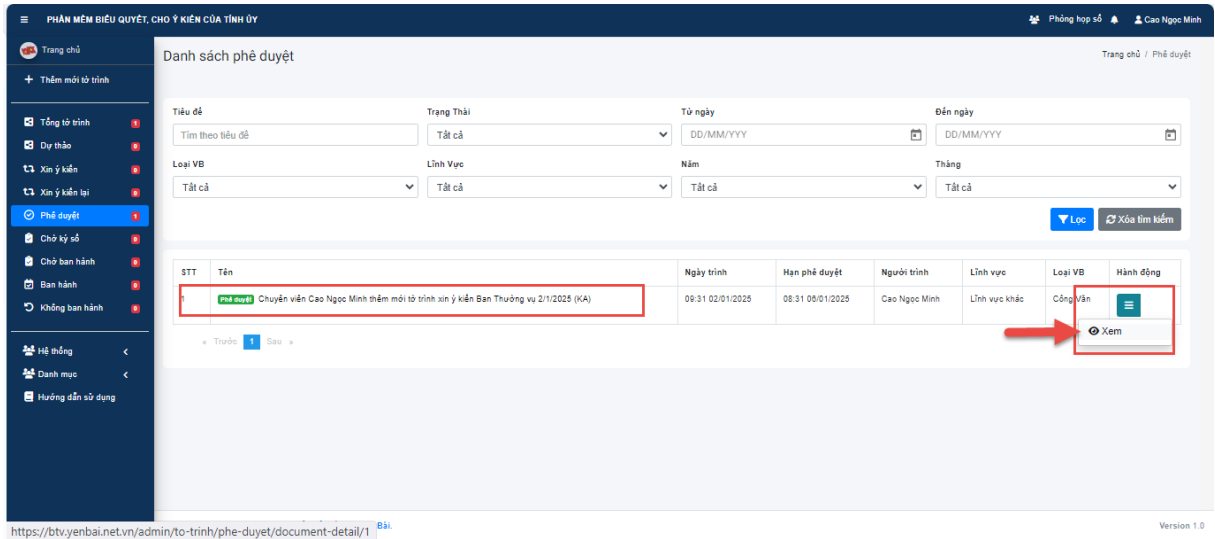 PHẦN MỀM BIỂU QUYẾT, CHO Ý KIẾN CỦA TỈNH ỦY
Phòng họp số
Cao Ngọc Minh
Trang chủ
Thêm mới tờ trình
Tổng tờ trình 1
Dự thảo 0
Xin ý kiến 0
Xin ý kiến lại 0
Phê duyệt 1
Chờ ký số 0
Chờ ban hành 0
Ban hành 0
Không ban hành 0
Hệ thống
Danh mục
Hướng dẫn sử dụng
Danh sách phê duyệt
Trang chủ / Phê duyệt
Tiêu đề Trạng Thái Từ ngày Đến ngày
Tìm theo tiêu đề Tất cả DD/MM/YYY DD/MM/YYY
Loại VB Lĩnh Vực Năm Tháng
Tất cả Tất cả Tất cả Tất cả
Lọc Xóa tìm kiếm
STT Tên Ngày trình Hạn phê duyệt Người trình Lĩnh vực Loại VB Hành động
1 Phê duyệt Chuyên viên Cao Ngọc Minh thêm mới tờ trình xin ý kiến Ban Thường vụ 2/1/2025 (KA) 09:31 02/01/2025 08:31 06/01/2025 Cao Ngọc Minh Lĩnh vực khác Công Văn
Xem
« Trước 1 Sau »
Bái.
Version 1.0
https://btv.yenbai.net.vn/admin/to-trinh/phe-duyet/document-detail/1